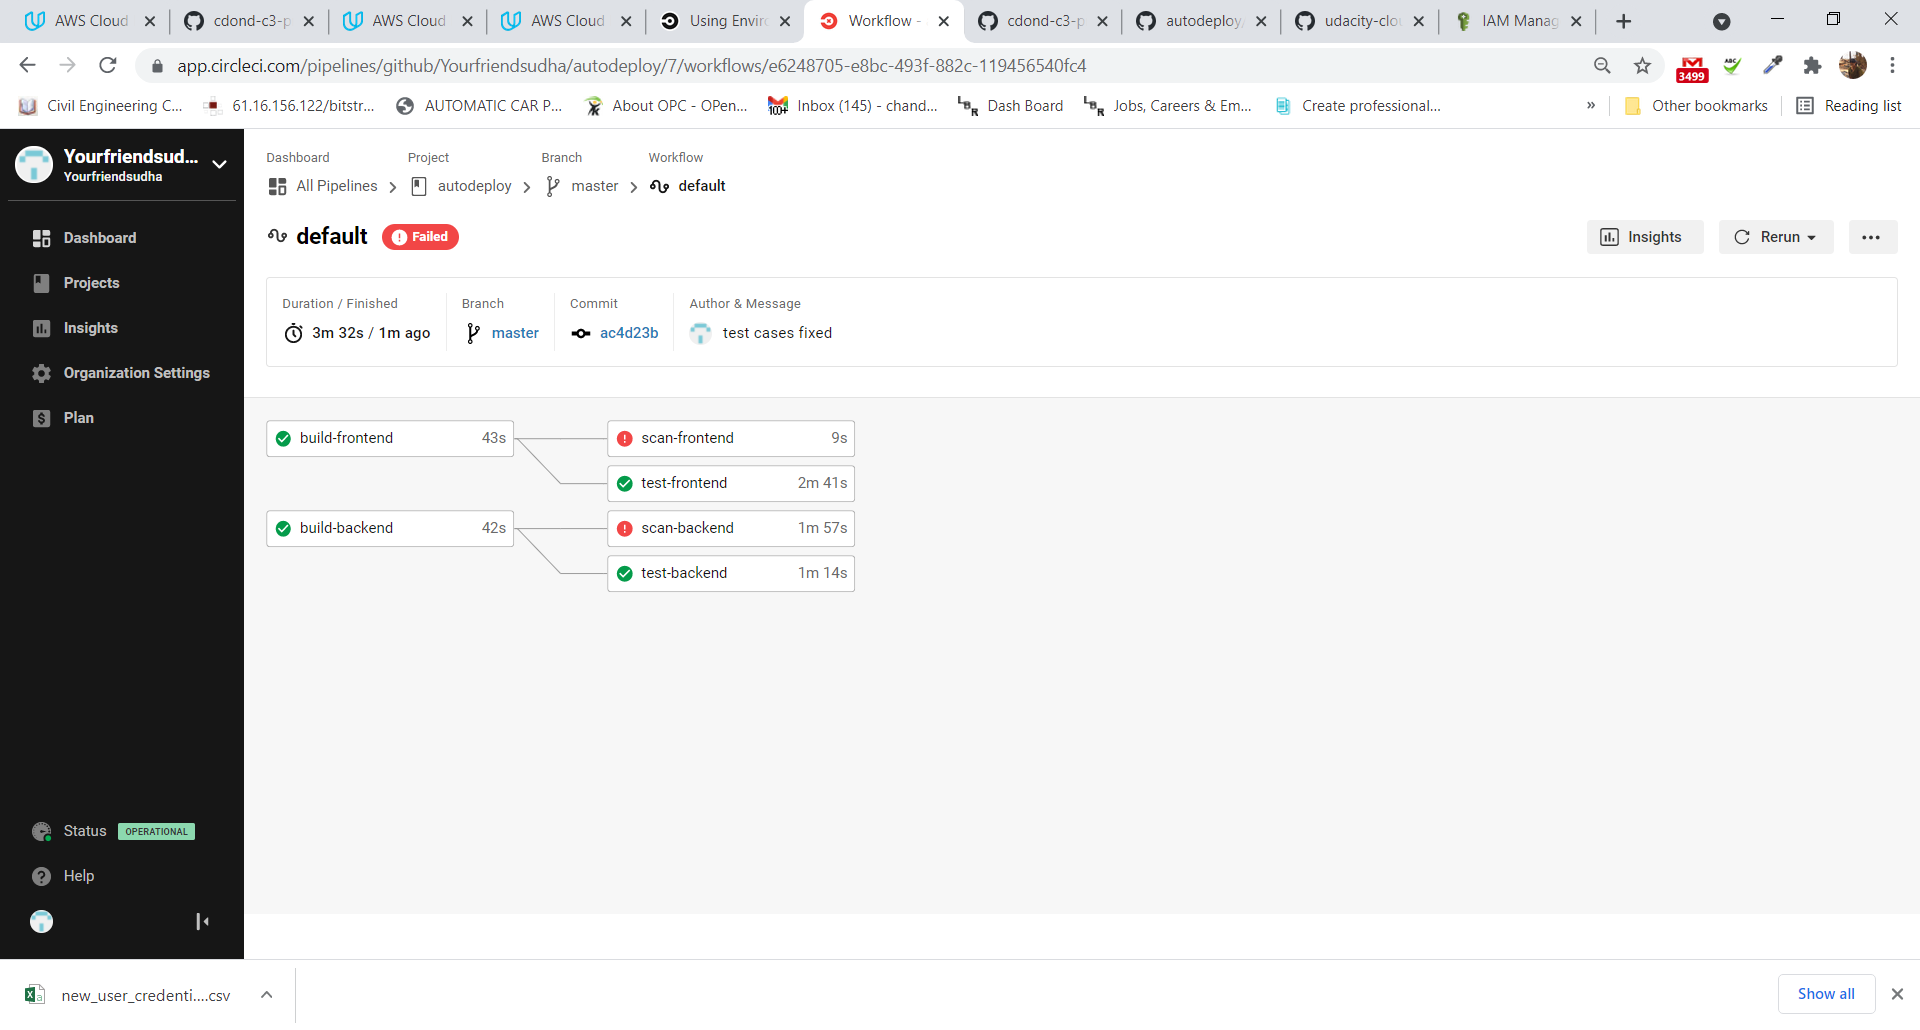 AWS Cloud
cdond-c3-p
AWS Cloud
AWS Cloud
Using Enviro
Workflow -
cdond-c3-p
autodeploy/
udacity-clou
IAM Manag
app.circleci.com/pipelines/github/Yourfriendsudha/autodeploy/7/workflows/e6248705-e8bc-493f-882c-119456540fc4
3499
ABC
Civil Engineering C...
61.16.156.122/bitstr...
AUTOMATIC CAR P...
About OPC - OPen...
100+
Inbox (145) - chand...
Dash Board
Jobs, Careers & Em...
Create professional...
»
Other bookmarks
Reading list
Yourfriendsud...
Yourfriendsudha
Dashboard
Projects
Insights
Organization Settings
Plan
Status
OPERATIONAL
Help
Dashboard
Project
Branch
Workflow
All Pipelines
autodeploy
master
default
default
Failed
Insights
Rerun
Duration / Finished
3m 32s / 1m ago
Branch
master
Commit
ac4d23b
Author & Message
test cases fixed
build-frontend 43s
scan-frontend 9s
test-frontend 2m 41s
build-backend 42s
scan-backend 1m 57s
test-backend 1m 14s
new_user_credenti....csv
Show all